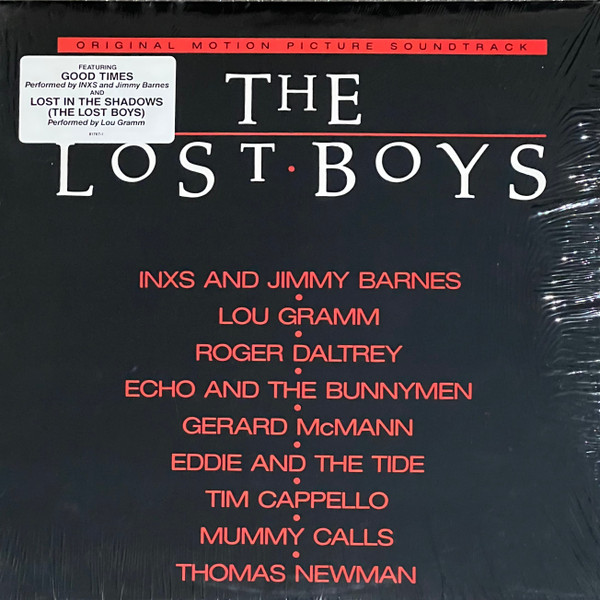 ORIGINAL MOTION PICTURE SOUNDTRACK
FEATURING
GOOD TIMES
Performed by INXS and Jimmy Barnes
AND
LOST IN THE SHADOWS
(THE LOST BOYS)
Performed by Lou Gramm
THE
LOST·BOYS
INXS AND JIMMY BARNES
LOU GRAMM
ROGER DALTREY
ECHO AND THE BUNNYMEN
GERARD McMANN
EDDIE AND THE TIDE
TIM CAPPELLO
MUMMY CALLS
THOMAS NEWMAN